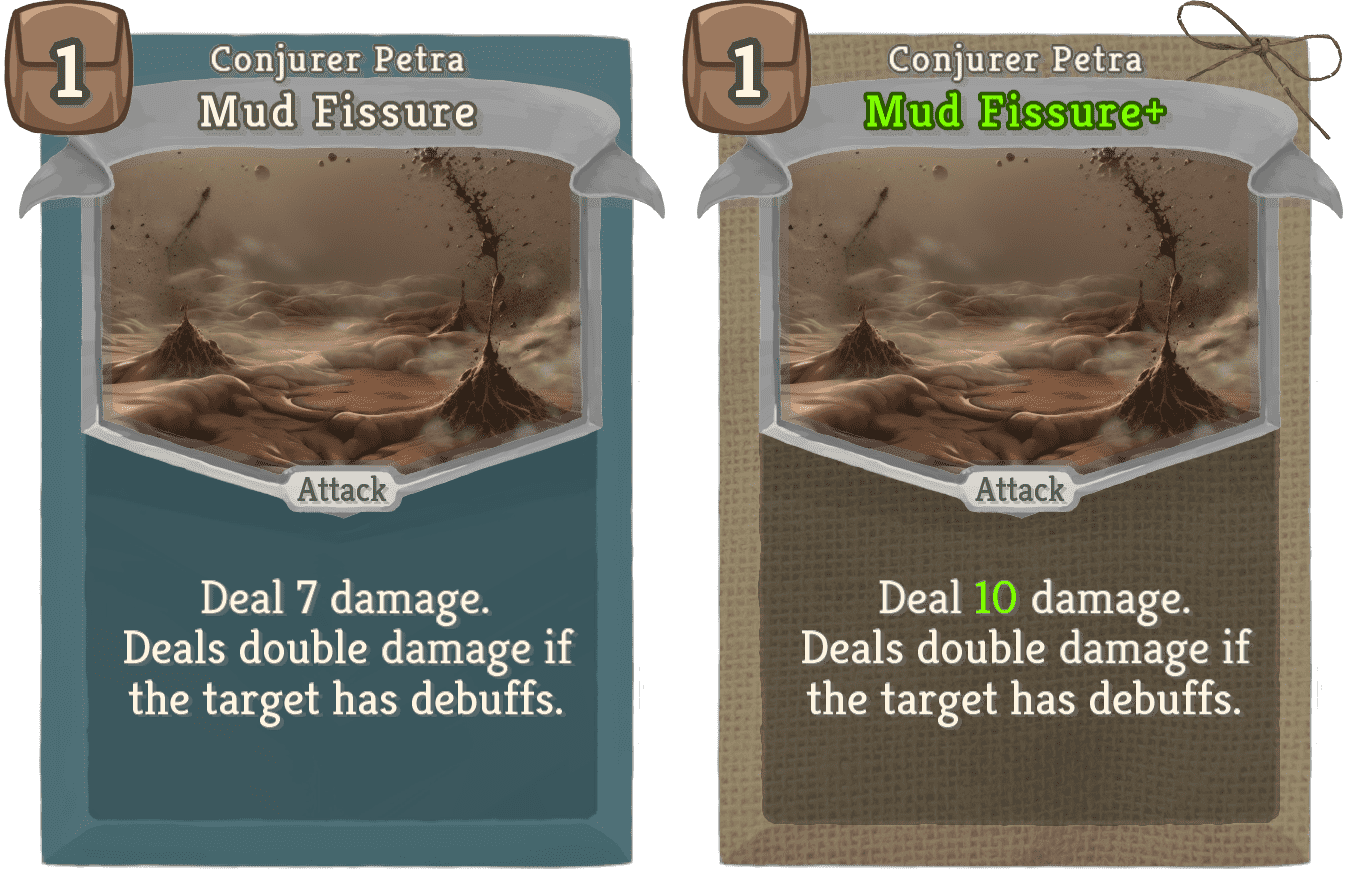 1
Conjurer Petra
Mud Fissure
Attack
Deal 7 damage.
Deals double damage if
the target has debuffs.
1
Conjurer Petra
Mud Fissure+
Attack
Deal 10 damage.
Deals double damage if
the target has debuffs.